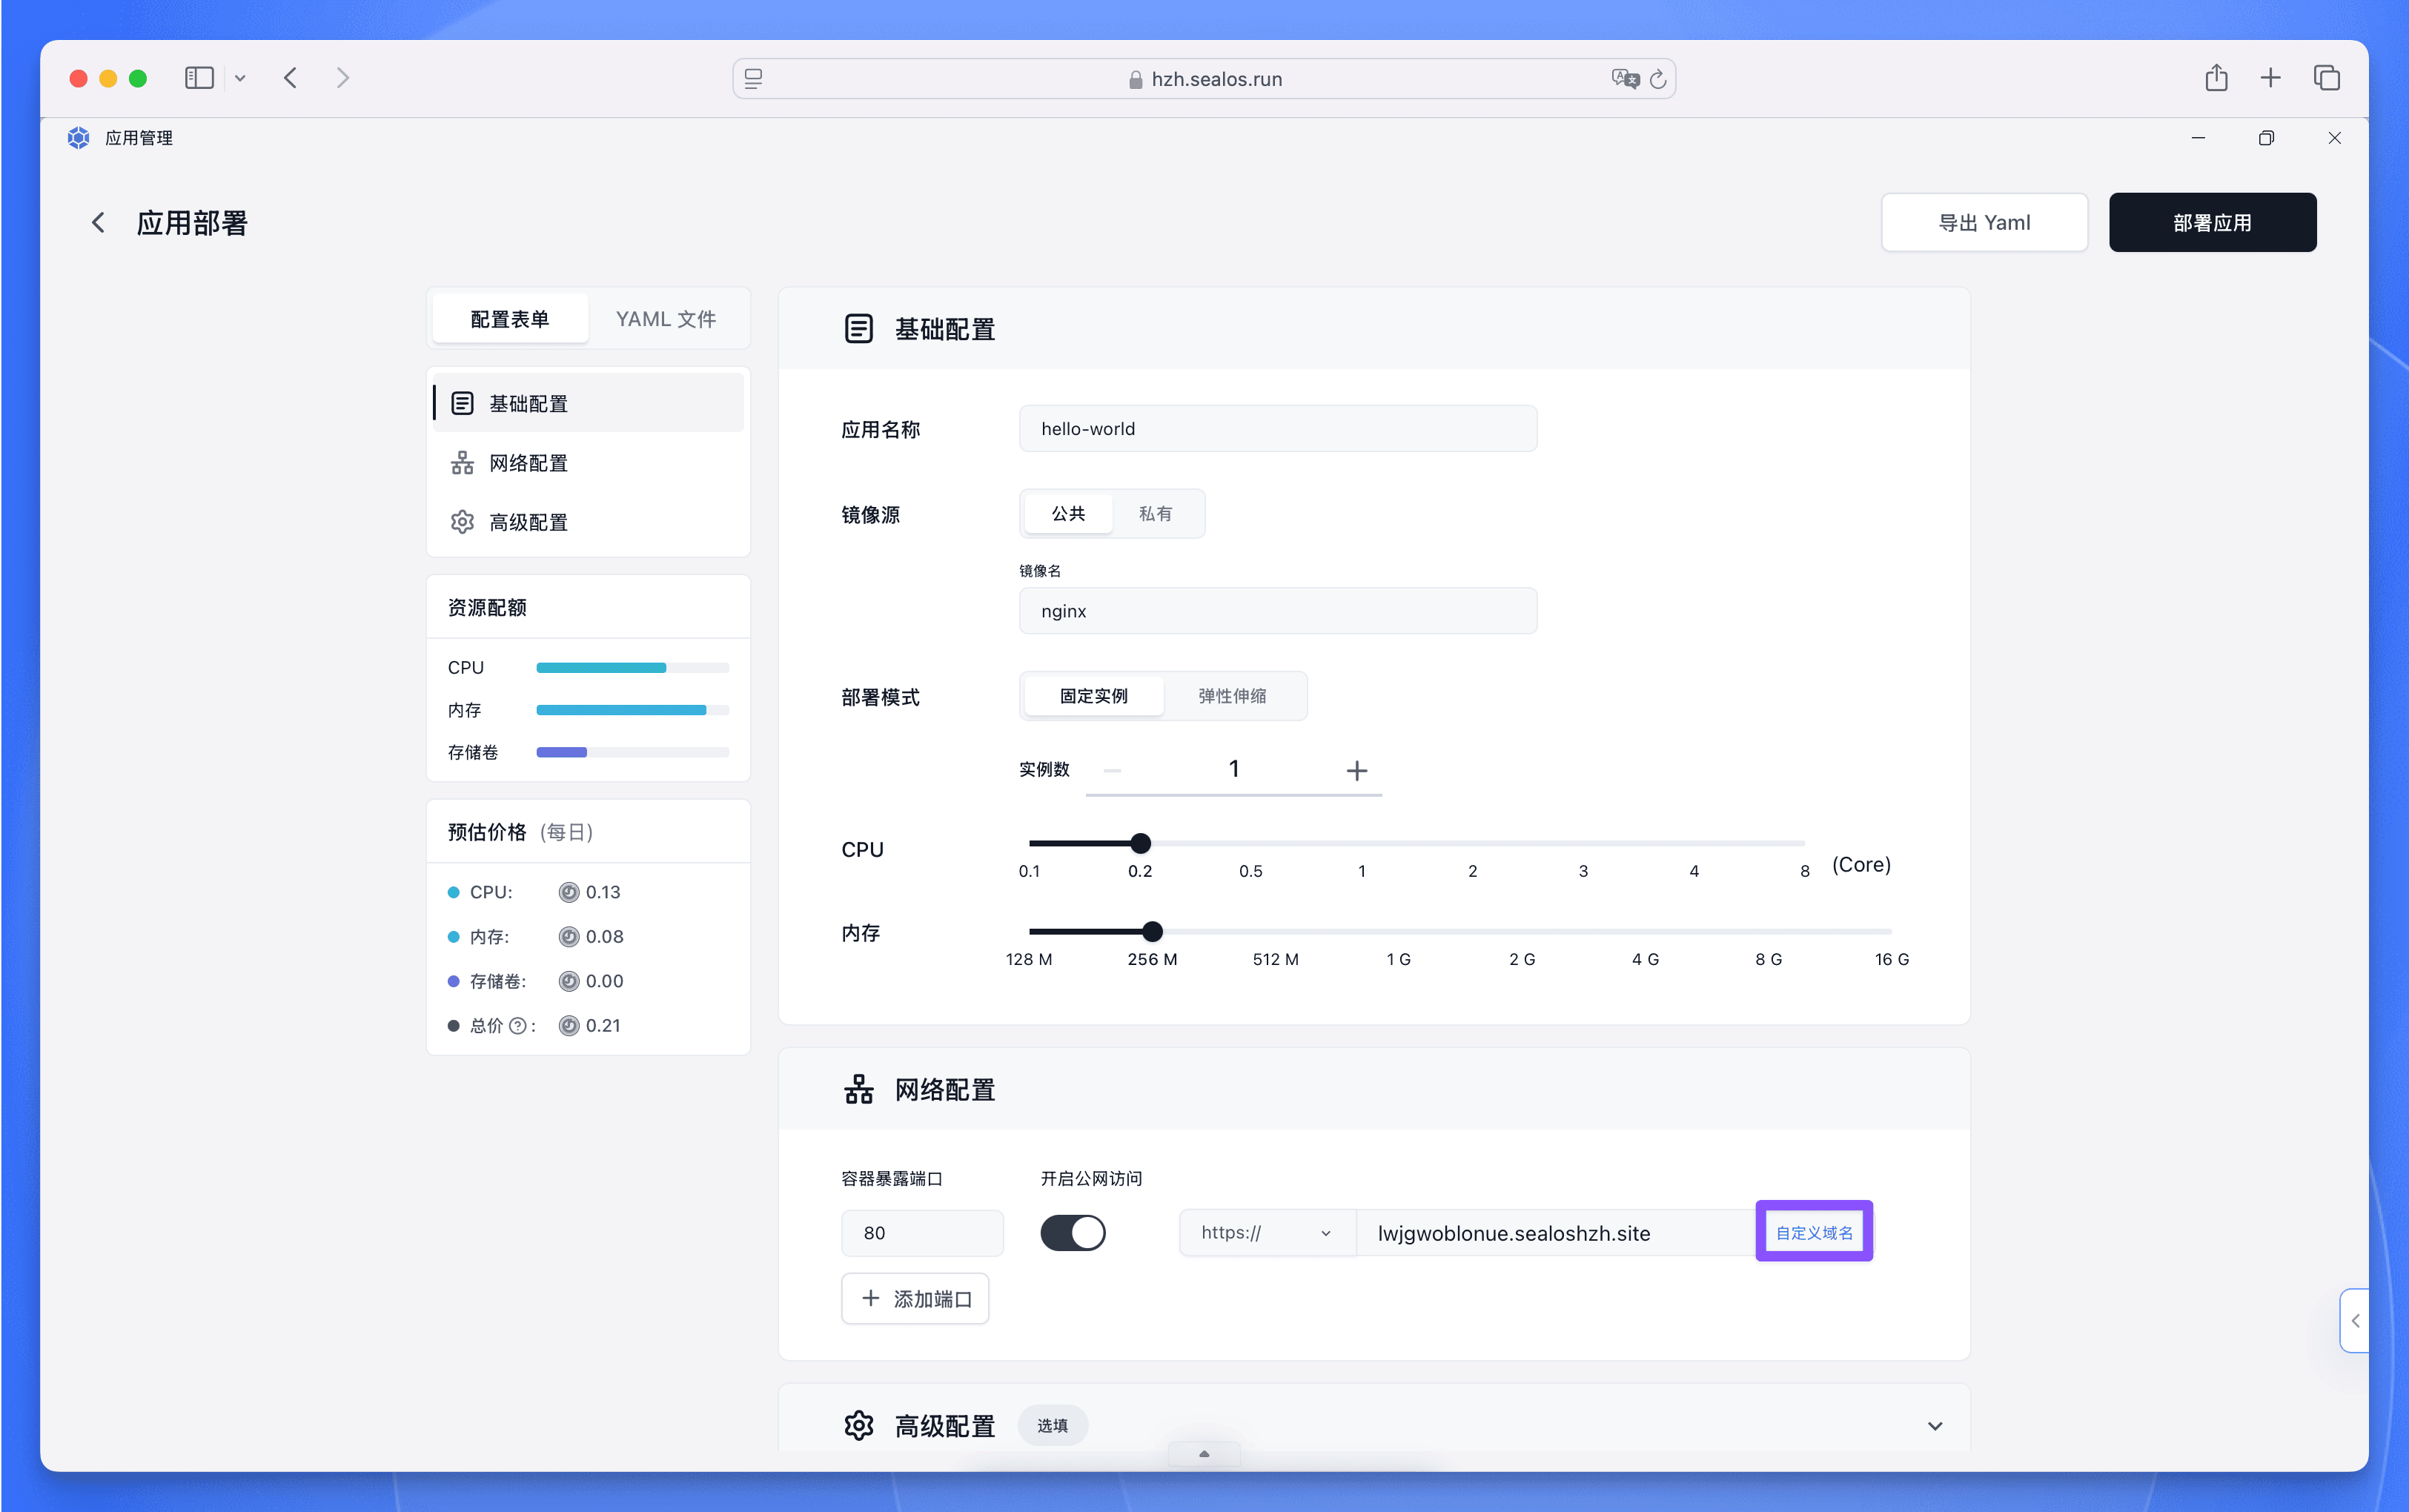 hzh.sealos.run
应用管理
应用部署
导出 Yaml
部署应用
配置表单
YAML 文件
基础配置
网络配置
高级配置
资源配额
CPU
内存
存储卷
预估价格 (每日)
CPU: 0.13
内存: 0.08
存储卷: 0.00
总价 ? : 0.21
基础配置
应用名称
hello-world
镜像源
公共
私有
镜像名
nginx
部署模式
固定实例
弹性伸缩
实例数
1
CPU
0.1 0.2 0.5 1 2 3 4 8 (Core)
内存
128 M 256 M 512 M 1 G 2 G 4 G 8 G 16 G
网络配置
容器暴露端口
开启公网访问
80
https://
lwjgwoblonue.sealoshzh.site
自定义域名
添加端口
高级配置
选填